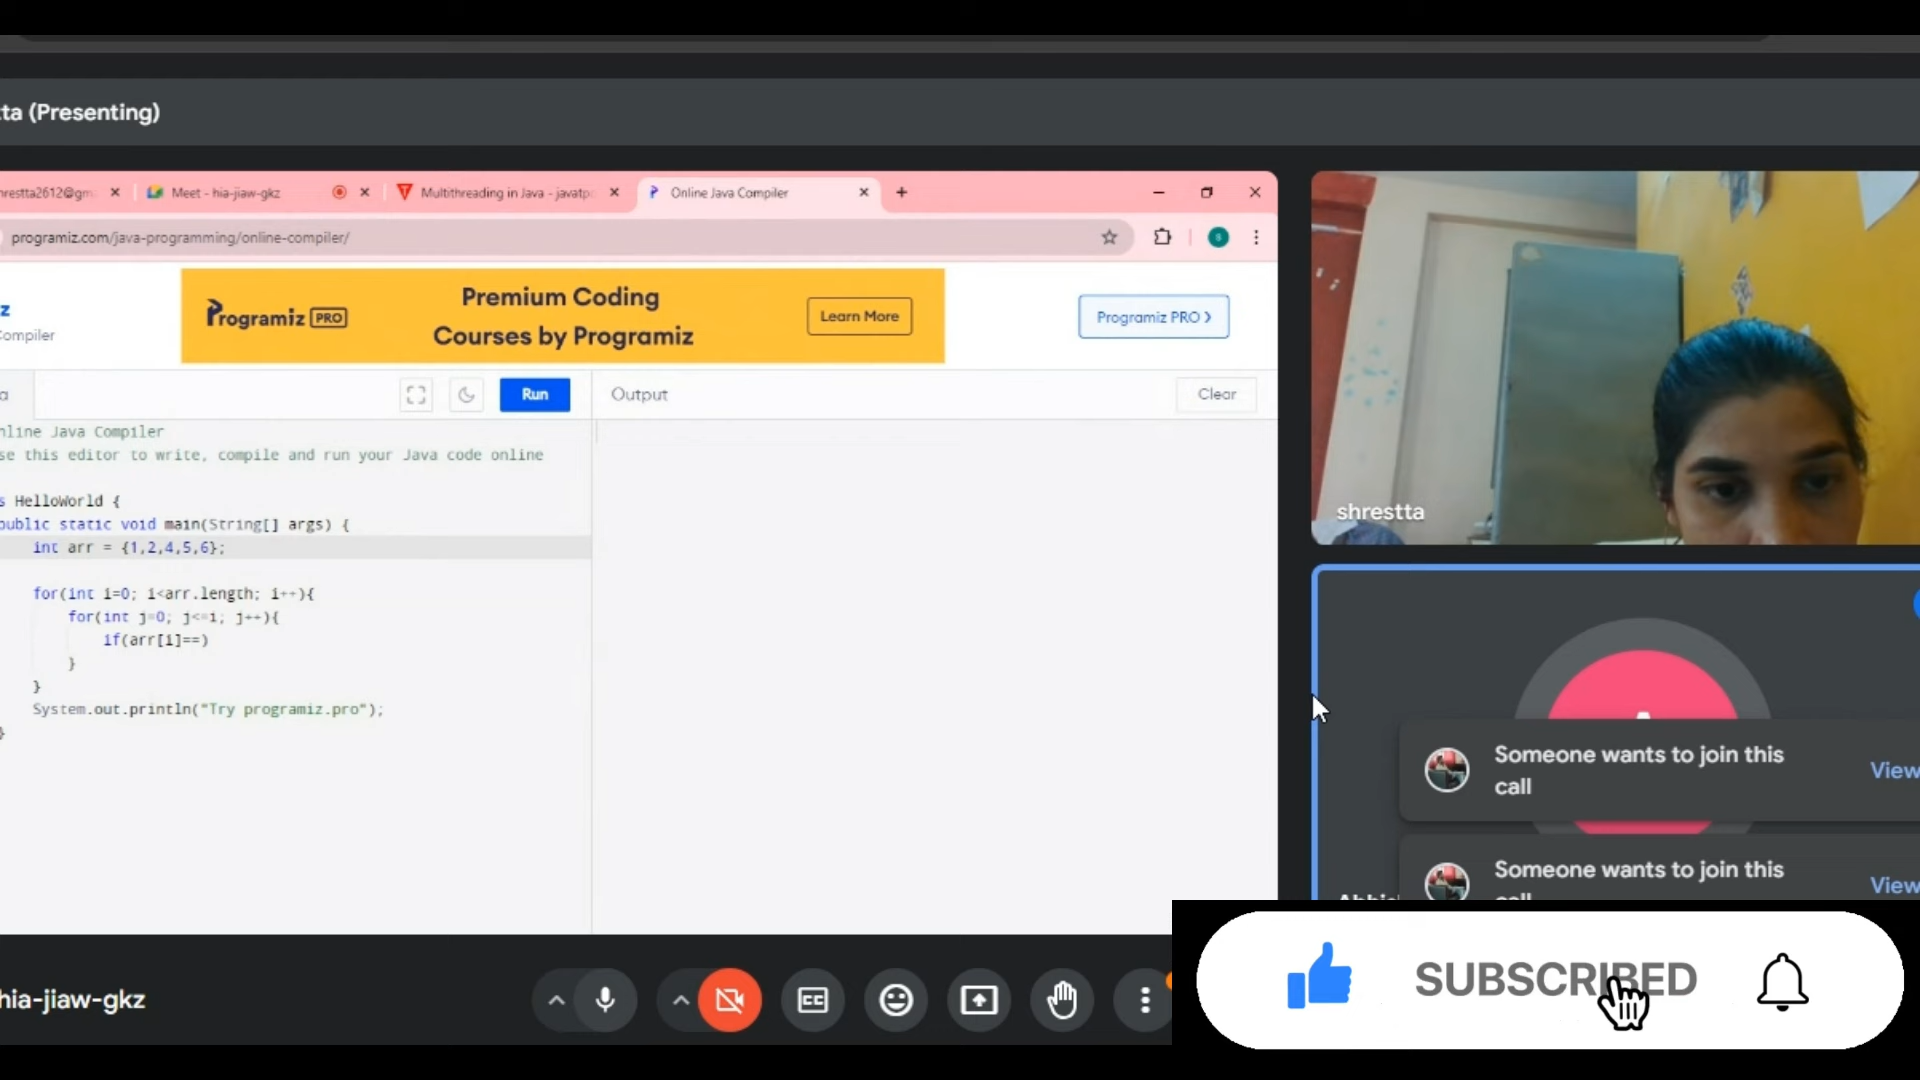 ta (Presenting)
hrestta2612@gm
Meet - hia-jiaw-gkz
Multithreading in Java - javatp
Online Java Compiler
programiz.com/java-programming/online-compiler/
z
Compiler
Programiz PRO
Premium Coding
Courses by Programiz
Learn More
Programiz PRO
a
Run
Output
Clear
nline Java Compiler
se this editor to write, compile and run your Java code online
s HelloWorld {
public static void main(String[] args) {
int arr = {1,2,4,5,6};
for(int i=0; i<arr.length; i++){
for(int j=0; j<=i; j++){
if(arr[i]==)
}
}
System.out.println("Try programiz.pro");
}
shrestta
Someone wants to join this
call
View
Someone wants to join this
call
View
hia-jiaw-gkz
CC
SUBSCRIBED